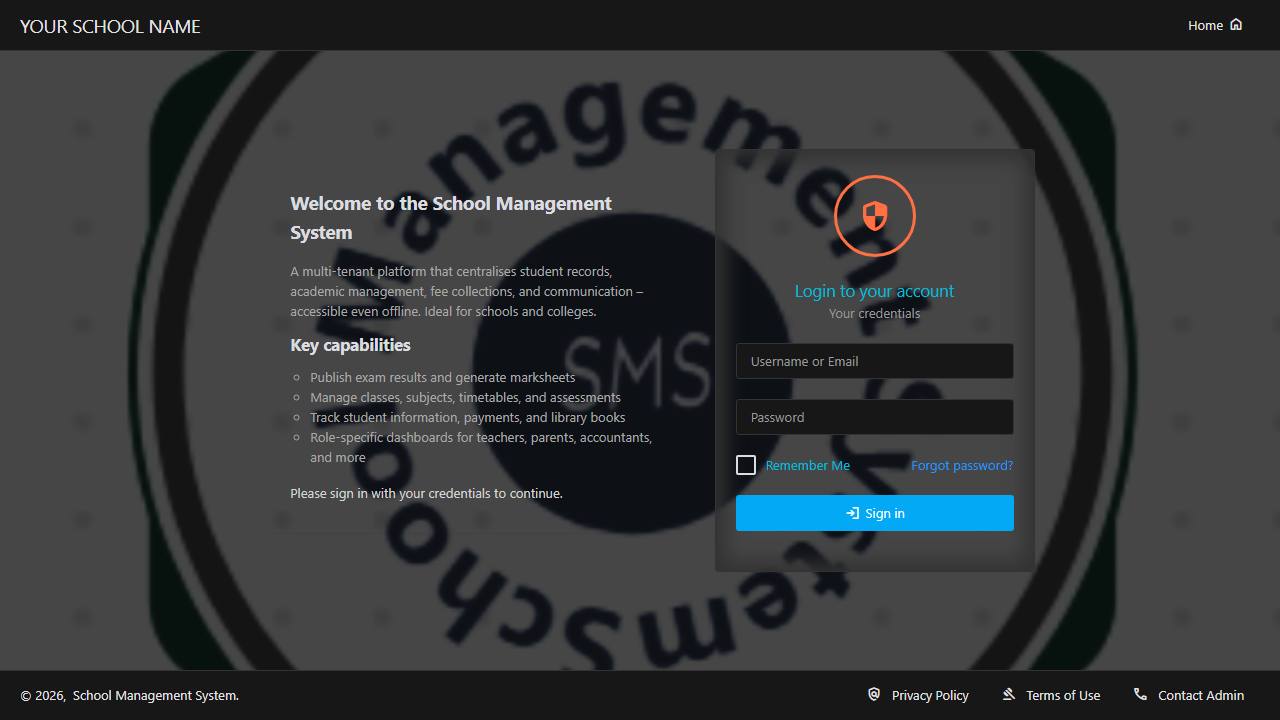 YOUR SCHOOL NAME
Home
Management System School
SMS
Welcome to the School Management
System
A multi-tenant platform that centralises student records,
academic management, fee collections, and communication –
accessible even offline. Ideal for schools and colleges.
Key capabilities
Publish exam results and generate marksheets
Manage classes, subjects, timetables, and assessments
Track student information, payments, and library books
Role-specific dashboards for teachers, parents, accountants,
and more
Please sign in with your credentials to continue.
Login to your account
Your credentials
Username or Email
Password
Remember Me
Forgot password?
Sign in
© 2026, School Management System.
Privacy Policy
Terms of Use
Contact Admin